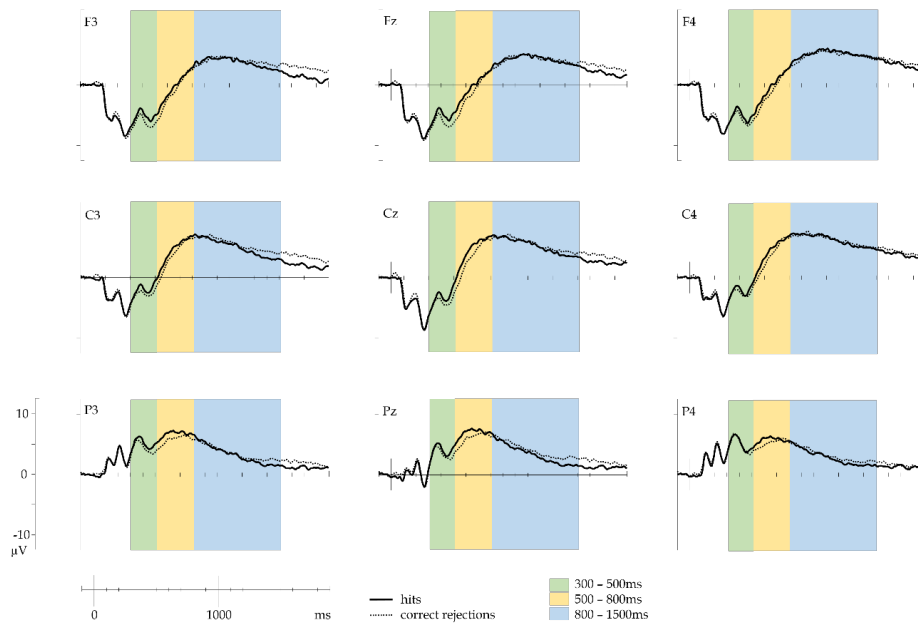 F3
Fz
F4
C3
Cz
C4
P3
Pz
P4
10
0
-10
µV
0 1000 ms
hits
correct rejections
300 – 500ms
500 – 800ms
800 – 1500ms